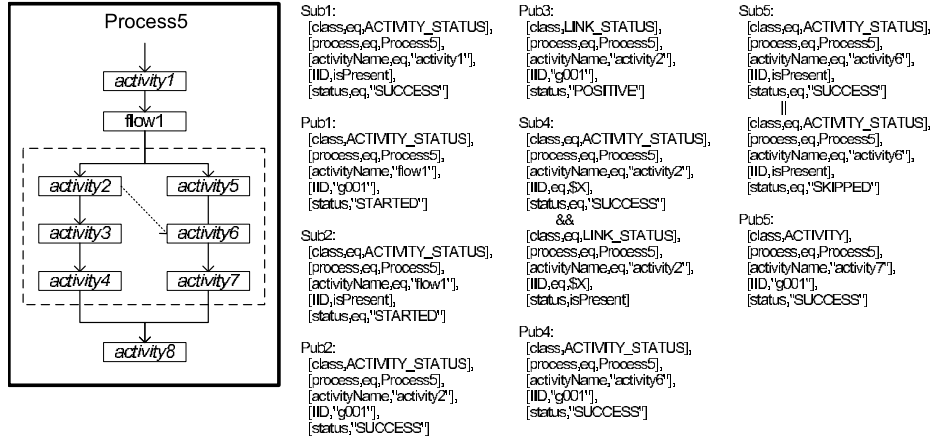 Process5
activity1
flow1
activity2
activity5
activity3
activity6
activity4
activity7
activity8
Sub1:
[class,eq,ACTIVITY_STATUS],
[process,eq,Process5],
[activityName,eq,"activity1"],
[IID,isPresent],
[status,eq,"SUCCESS"]
Pub1:
[class,ACTIVITY_STATUS],
[process,eq,Process5],
[activityName,"flow1"],
[IID,"g001"],
[status,"STARTED"]
Sub2:
[class,eq,ACTIVITY_STATUS],
[process,eq,Process5],
[activityName,eq,"flow1"],
[IID,isPresent],
[status,eq,"STARTED"]
Pub2:
[class,ACTIVITY_STATUS],
[process,eq,Process5],
[activityName,"activity2"],
[IID,"g001"],
[status,"SUCCESS"]
Pub3:
[class,LINK_STATUS],
[process,eq,Process5],
[activityName,"activity2"],
[IID,"g001"],
[status,"POSITIVE"]
Sub4:
[class,eq,ACTIVITY_STATUS],
[process,eq,Process5],
[activityName,eq,"activity2"],
[IID,eq,$X],
[status,eq,"SUCCESS"]
&&
[class,eq,LINK_STATUS],
[process,eq,Process5],
[activityName,eq,"activity2"],
[IID,eq,$X],
[status,isPresent]
Pub4:
[class,ACTIVITY_STATUS],
[process,eq,Process5],
[activityName,"activity6"],
[IID,"g001"],
[status,"SUCCESS"]
Sub5:
[class,eq,ACTIVITY_STATUS],
[process,eq,Process5],
[activityName,eq,"activity6"],
[IID,isPresent],
[status,eq,"SUCCESS"]
||
[class,eq,ACTIVITY_STATUS],
[process,eq,Process5],
[activityName,eq,"activity6"],
[IID,isPresent],
[status,eq,"SKIPPED"]
Pub5:
[class,ACTIVITY],
[process,eq,Process5],
[activityName,"activity7"],
[IID,"g001"],
[status,"SUCCESS"]